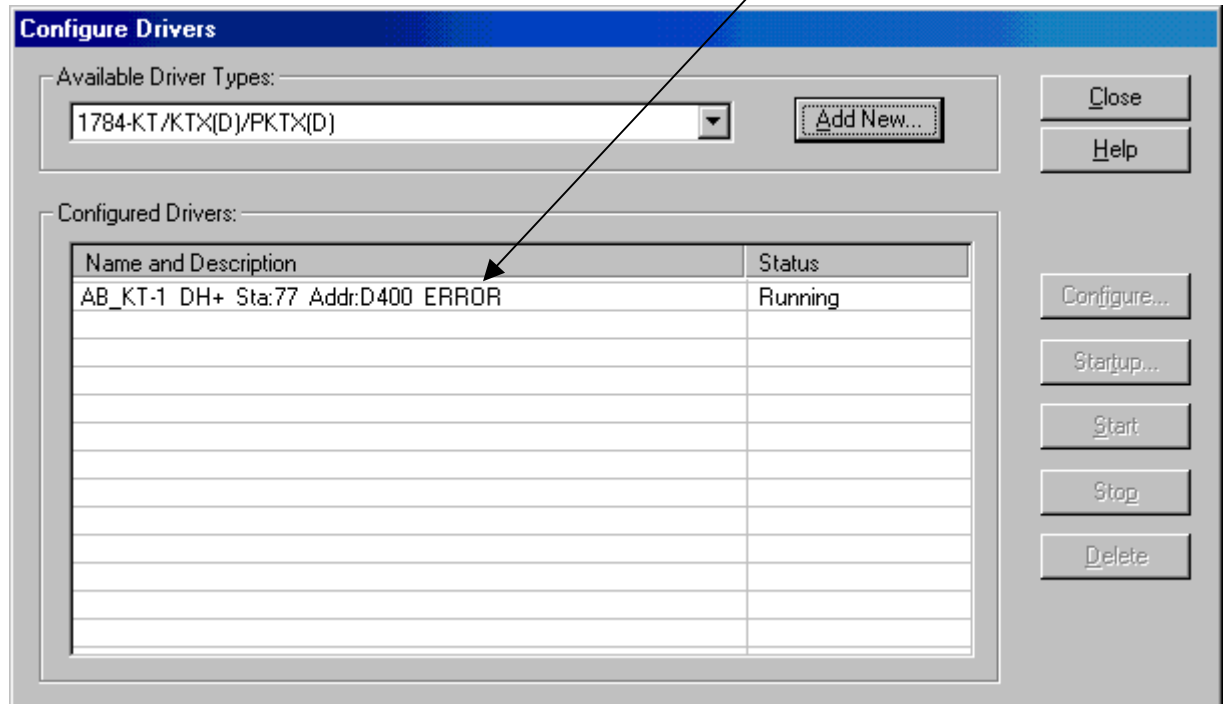 Configure Drivers
Available Driver Types:
1784-KT/KTX(D)/PKTX(D)
Add New...
Close
Help
Configured Drivers:
Name and Description Status
AB_KT-1 DH+ Sta:77 Addr:D400 ERROR Running
Configure...
Startup...
Start
Stop
Delete